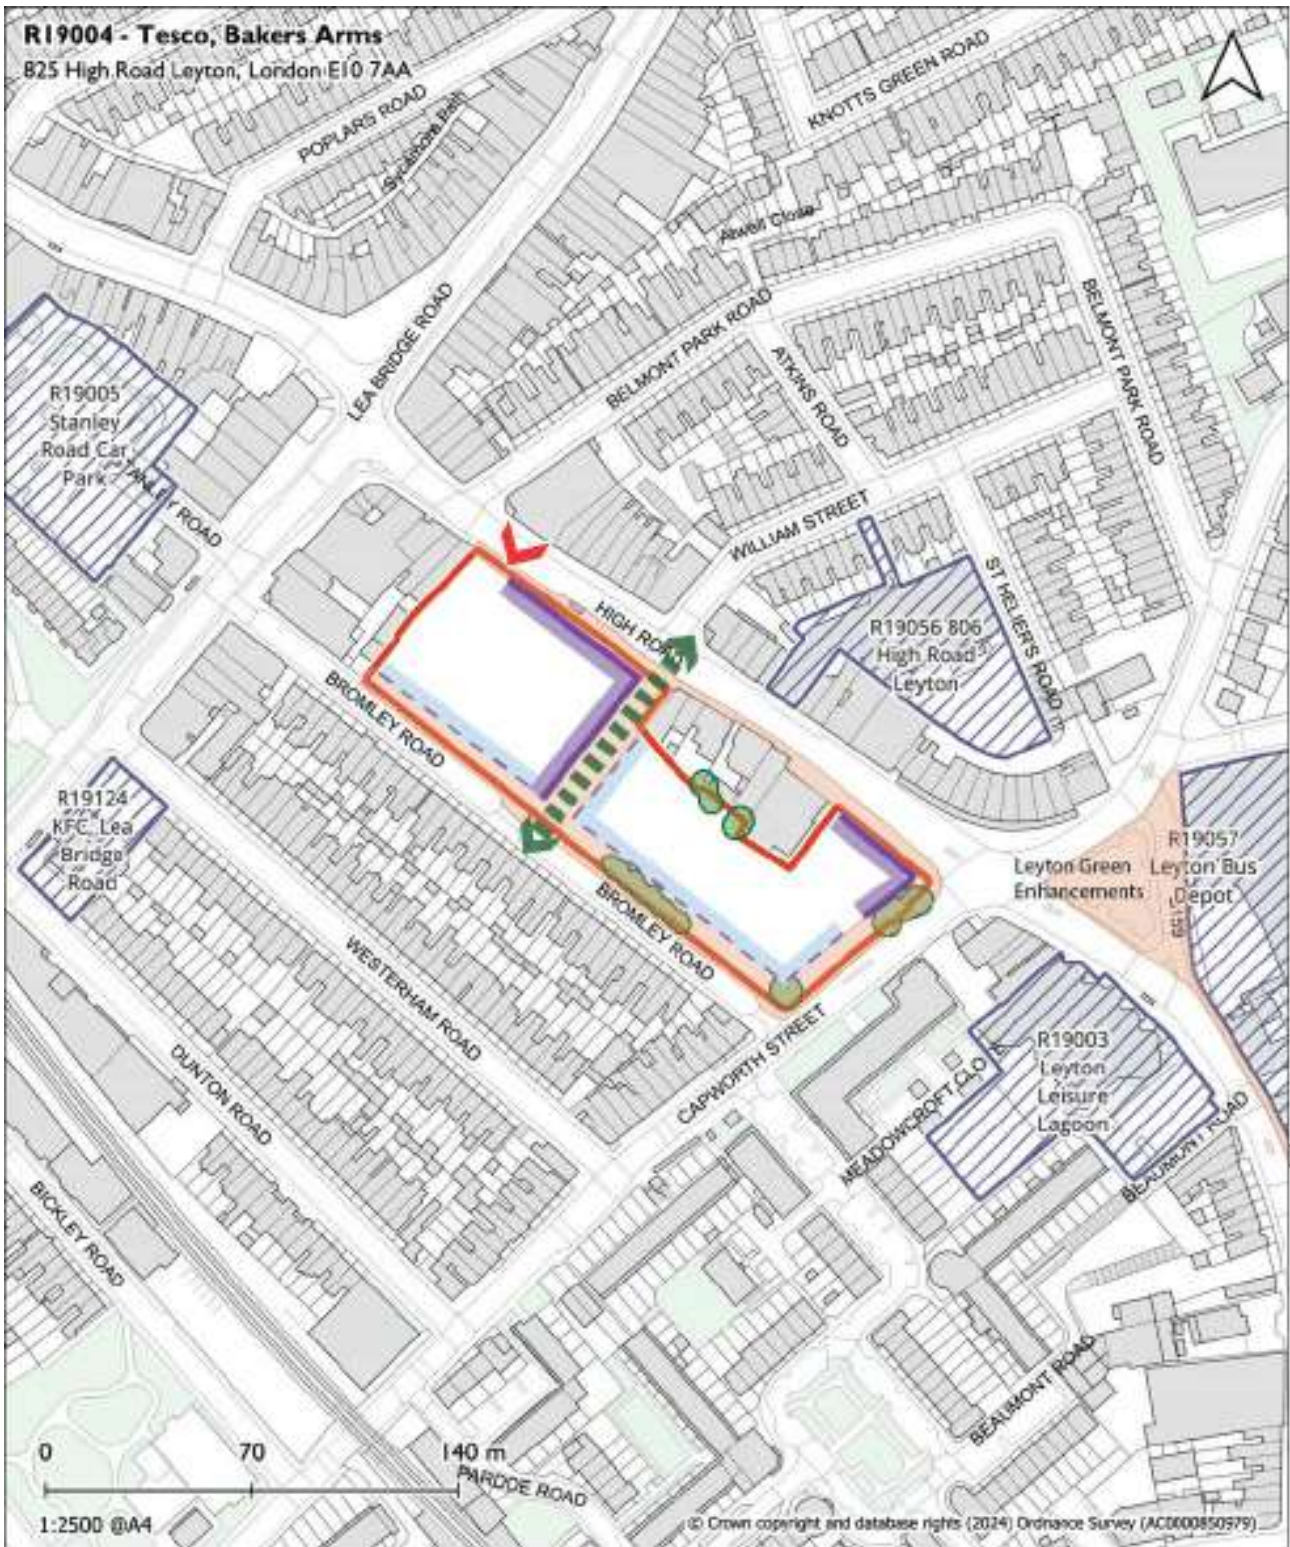 R19004 - Tesco, Bakers Arms
825 High Road Leyton, London E10 7AA
POPLARS ROAD
Sycamore Path
KNOTTS GREEN ROAD
Atwell Close
LEA BRIDGE ROAD
BELMONT PARK ROAD
BELMONT PARK ROAD
ATKINS ROAD
R19005
Stanley
Road Car
Park
TANLEY ROAD
WILLIAM STREET
ST HELIER'S ROAD
HIGH ROAD
R19056 806
High Road
Leyton
BROMLEY ROAD
R19124
KFC, Lea
Bridge
Road
BROMLEY ROAD
Leyton Green
Enhancements
R19057
Leyton Bus
Depot
WESTERHAM ROAD
CAPWORTH STREET
MEADOWCROFT CLO
R19003
Leyton
Leisure
Lagoon
BEAUMONT ROAD
DUNTON ROAD
BICKLEY ROAD
BEAUMONT ROAD
0 70 140 m
PARDOE ROAD
1:2500 @A4
© Crown copyright and database rights (2024) Ordnance Survey (AC0000850979)